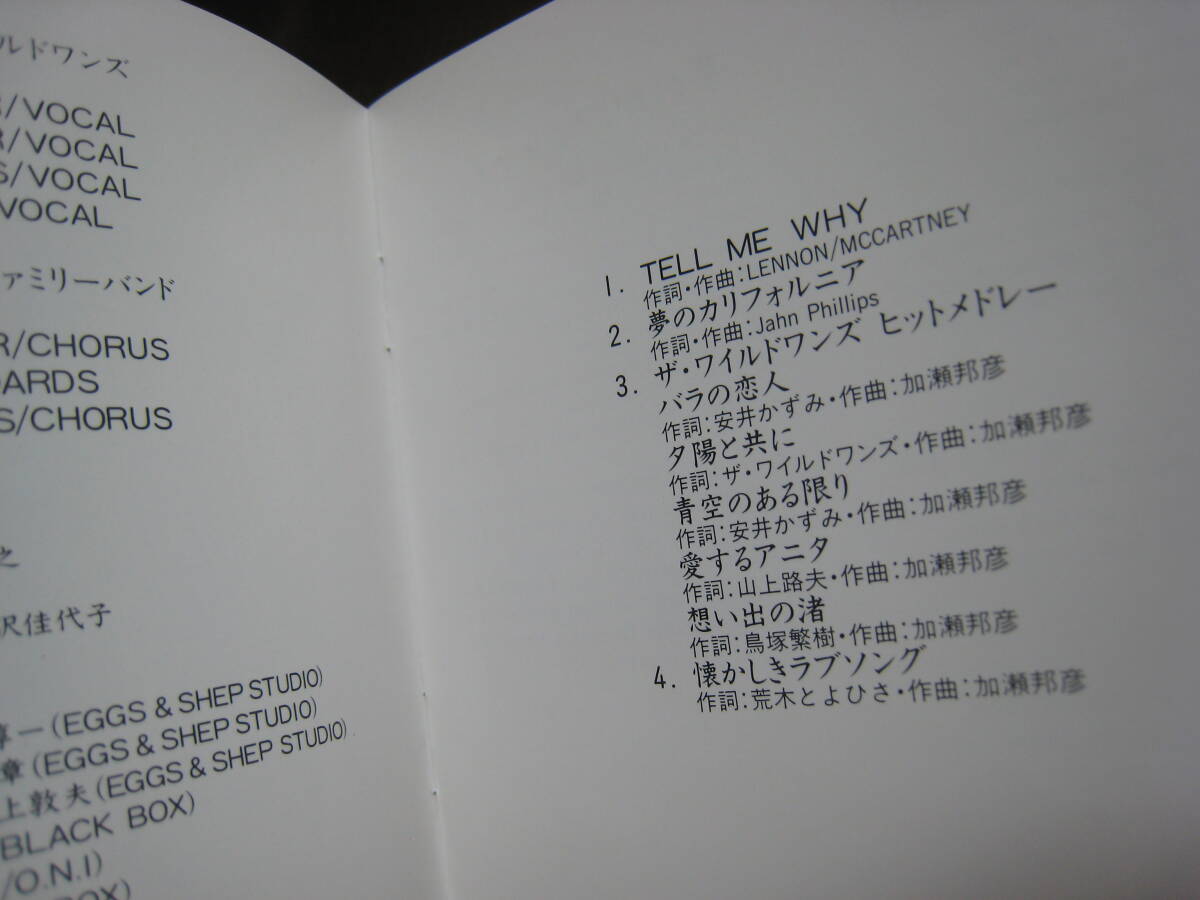 ルドワンズ
/VOCAL
R/VOCAL
S/VOCAL
VOCAL
ァミリーバンド
R/CHORUS
OARDS
S/CHORUS
之
沢佳代子
淳一(EGGS & SHEP STUDIO)
章(EGGS & SHEP STUDIO)
上敦夫(EGGS & SHEP STUDIO)
BLACK BOX)
/O.N.I)
BOX)
1. TELL ME WHY
作詞・作曲:LENNON/MCCARTNEY
2. 夢のカリフォルニア
作詞・作曲:Jahn Phillips
3. ザ・ワイルドワンズ ヒットメドレー
バラの恋人
作詞:安井かずみ・作曲:加瀬邦彦
夕陽と共に
作詞:ザ・ワイルドワンズ・作曲:加瀬邦彦
青空のある限り
作詞:安井かずみ・作曲:加瀬邦彦
愛するアニタ
作詞:山上路夫・作曲:加瀬邦彦
想い出の渚
作詞:鳥塚繁樹・作曲:加瀬邦彦
4. 懐かしきラブソング
作詞:荒木とよひさ・作曲:加瀬邦彦